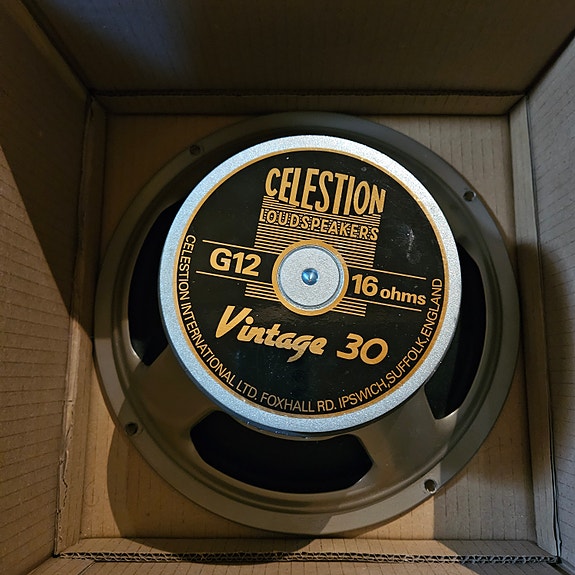 CELESTION
LOUDSPEAKERS
G12
16 ohms
Vintage 30
CELESTION INTERNATIONAL LTD. FOXHALL RD. IPSWICH, SUFFOLK, ENGLAND